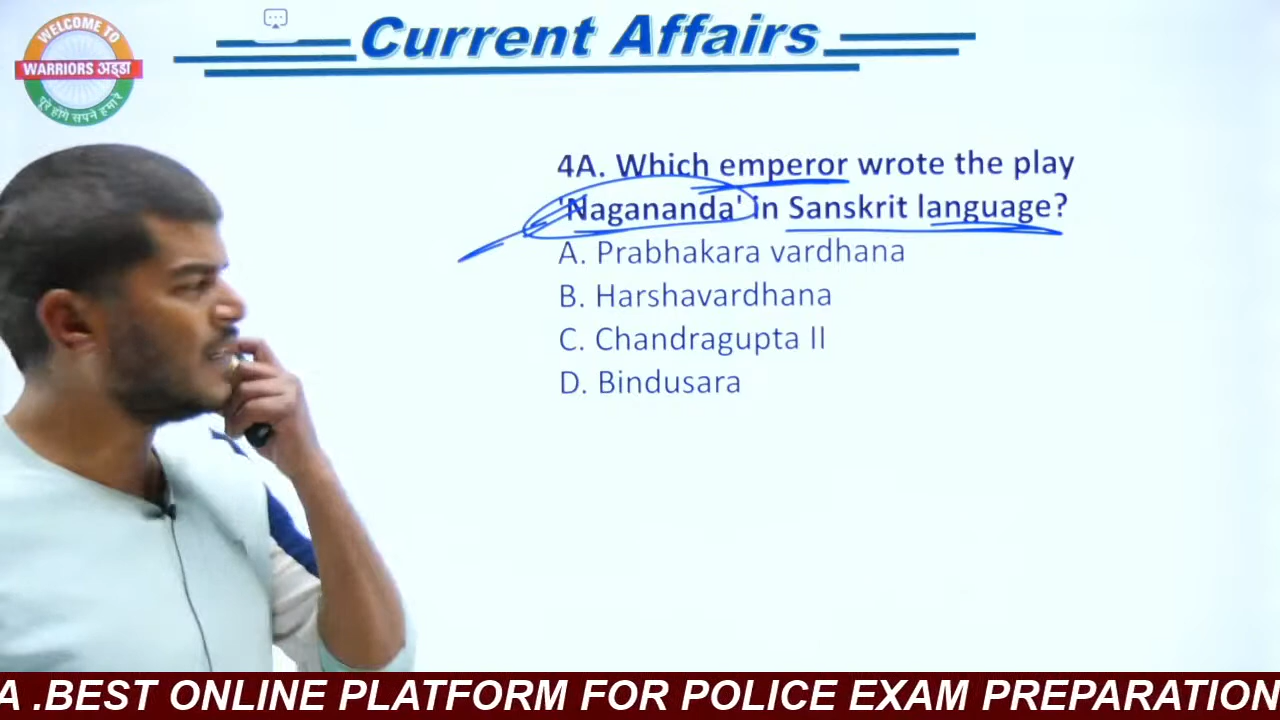 WELCOME TO
WARRIORS अड्डा
पूरे होंगे सपने हमारे
Current Affairs
4A. Which emperor wrote the play
'Nagananda' in Sanskrit language?
A. Prabhakara vardhana
B. Harshavardhana
C. Chandragupta II
D. Bindusara
A .BEST ONLINE PLATFORM FOR POLICE EXAM PREPARATION